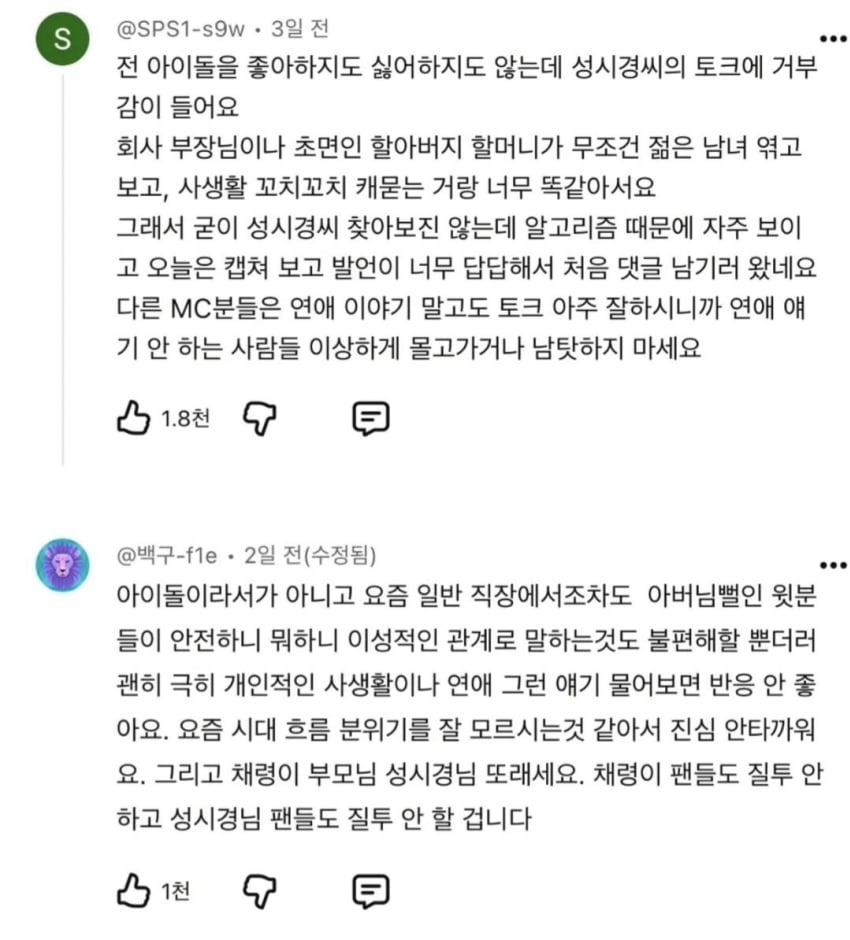 S
@SPS1-s9w • 3일 전
전 아이돌을 좋아하지도 싫어하지도 않는데 성시경씨의 토크에 거부
감이 들어요
회사 부장님이나 초면인 할아버지 할머니가 무조건 젊은 남녀 엮고
보고, 사생활 꼬치꼬치 캐묻는 거랑 너무 똑같아서요
그래서 굳이 성시경씨 찾아보진 않는데 알고리즘 때문에 자주 보이
고 오늘은 캡쳐 보고 발언이 너무 답답해서 처음 댓글 남기러 왔네요
다른 MC분들은 연애 이야기 말고도 토크 아주 잘하시니까 연애 얘
기 안 하는 사람들 이상하게 몰고가거나 남탓하지 마세요
1.8천
@백구-f1e • 2일 전(수정됨)
아이돌이라서가 아니고 요즘 일반 직장에서조차도  아버님뻘인 윗분
들이 안전하니 뭐하니 이성적인 관계로 말하는것도 불편해할 뿐더러
괜히 극히 개인적인 사생활이나 연애 그런 얘기 물어보면 반응 안 좋
아요. 요즘 시대 흐름 분위기를 잘 모르시는것 같아서 진심 안타까워
요. 그리고 채령이 부모님 성시경님 또래세요. 채령이 팬들도 질투 안
하고 성시경님 팬들도 질투 안 할 겁니다
1천